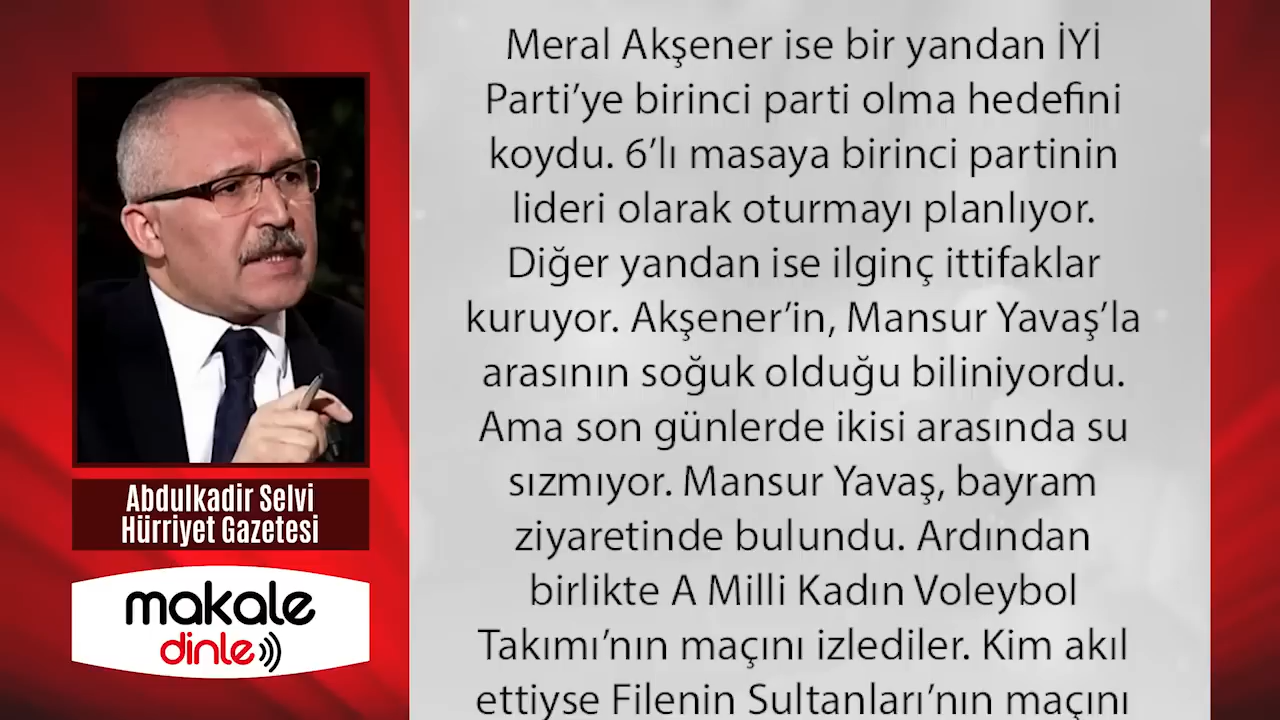 Meral Akşener ise bir yandan İYİ
Parti’ye birinci parti olma hedefini
koydu. 6’lı masaya birinci partinin
lideri olarak oturmayı planlıyor.
Diğer yandan ise ilginç ittifaklar
kuruyor. Akşener’in, Mansur Yavaş’la
arasının soğuk olduğu biliniyordu.
Ama son günlerde ikisi arasında su
sızmıyor. Mansur Yavaş, bayram
ziyaretinde bulundu. Ardından
birlikte A Milli Kadın Voleybol
Takımı’nın maçını izlediler. Kim akıl
ettiyse Filenin Sultanları’nın maçını
Abdulkadir Selvi
Hürriyet Gazetesi
makale
dinle